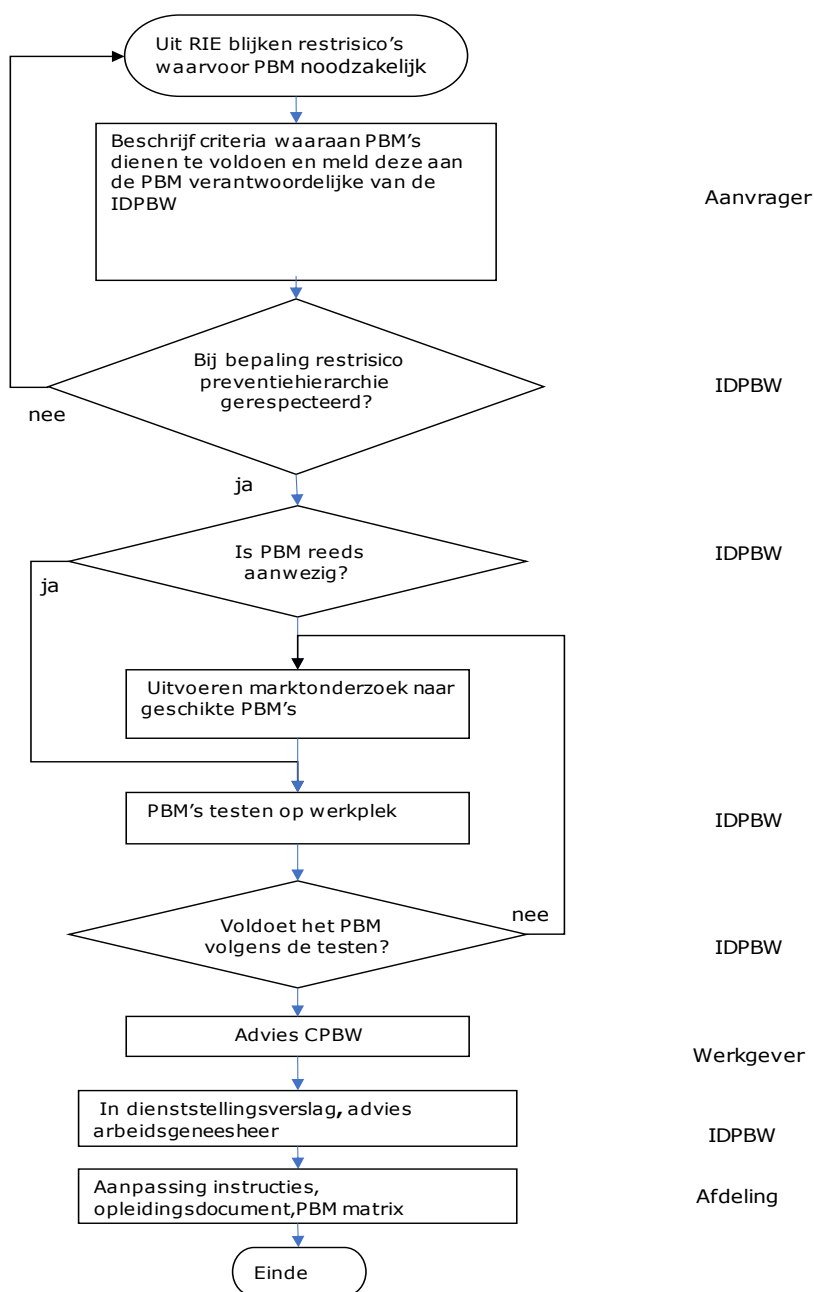 Uit RIE blijken restrisico's
waarvoor PBM noodzakelijk
Beschrijf criteria waaraan PBM's
dienen te voldoen en meld deze aan
de PBM verantwoordelijke van de
IDPBW
Aanvrager
Bij bepaling restrisico
preventiehierarchie
gerespecteerd?
IDPBW
nee
ja
Is PBM reeds
aanwezig?
IDPBW
ja
Uitvoeren marktonderzoek naar
geschikte PBM's
PBM's testen op werkplek
IDPBW
Voldoet het PBM
volgens de testen?
nee
IDPBW
Advies CPBW
Werkgever
In dienststellingsverslag, advies
arbeidsgeneesheer
IDPBW
Aanpassing instructies,
opleidingsdocument,PBM matrix
Afdeling
Einde